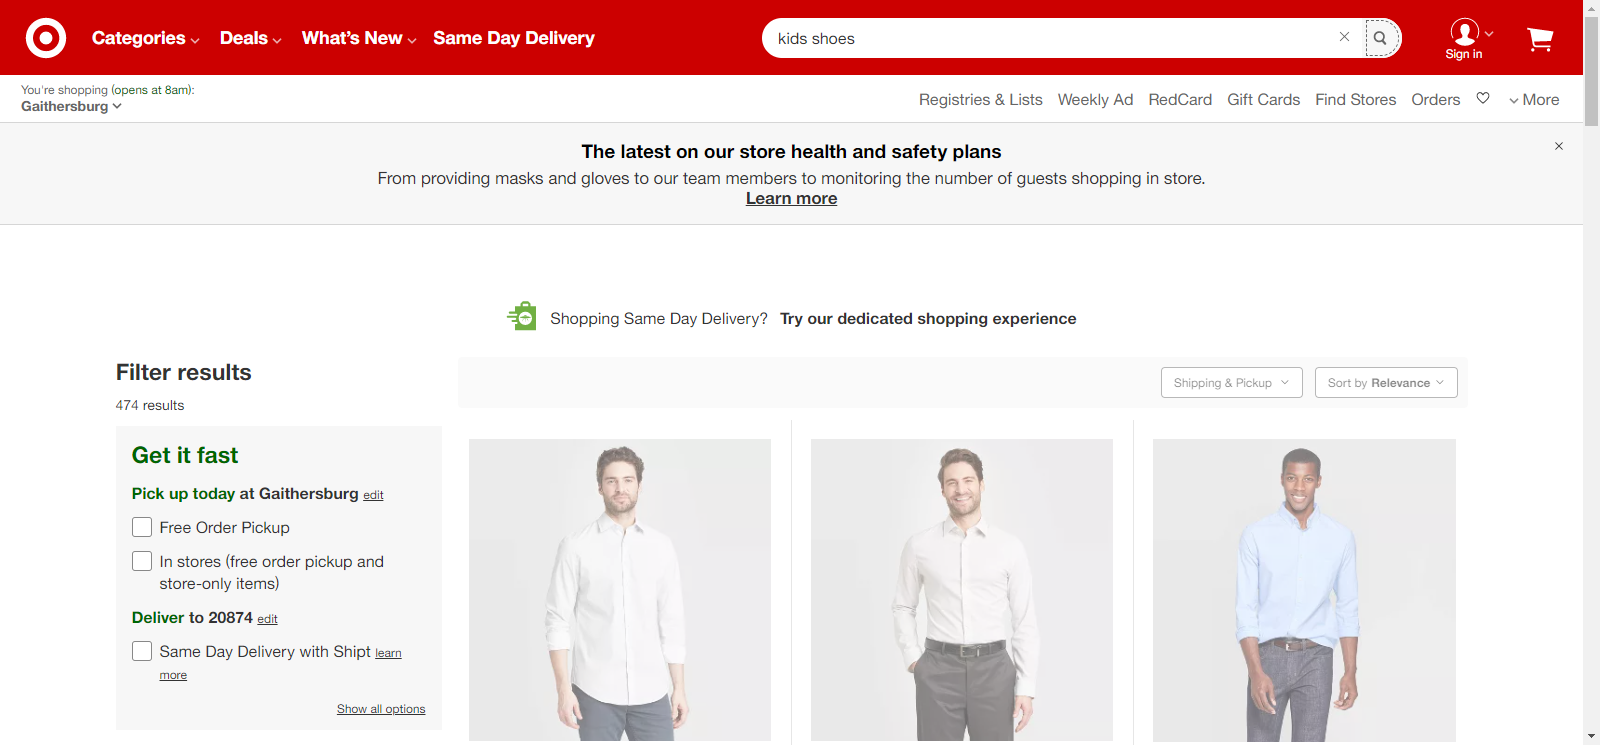 Categories
Deals
What's New
Same Day Delivery
kids shoes
Sign in
You're shopping (opens at 8am):
Gaithersburg
Registries & Lists
Weekly Ad
RedCard
Gift Cards
Find Stores
Orders
More
The latest on our store health and safety plans
From providing masks and gloves to our team members to monitoring the number of guests shopping in store.
Learn more
Shopping Same Day Delivery? Try our dedicated shopping experience
Filter results
474 results
Shipping & Pickup
Sort by Relevance
Get it fast
Pick up today at Gaithersburg edit
Free Order Pickup
In stores (free order pickup and
store-only items)
Deliver to 20874 edit
Same Day Delivery with Shipt learn
more
Show all options